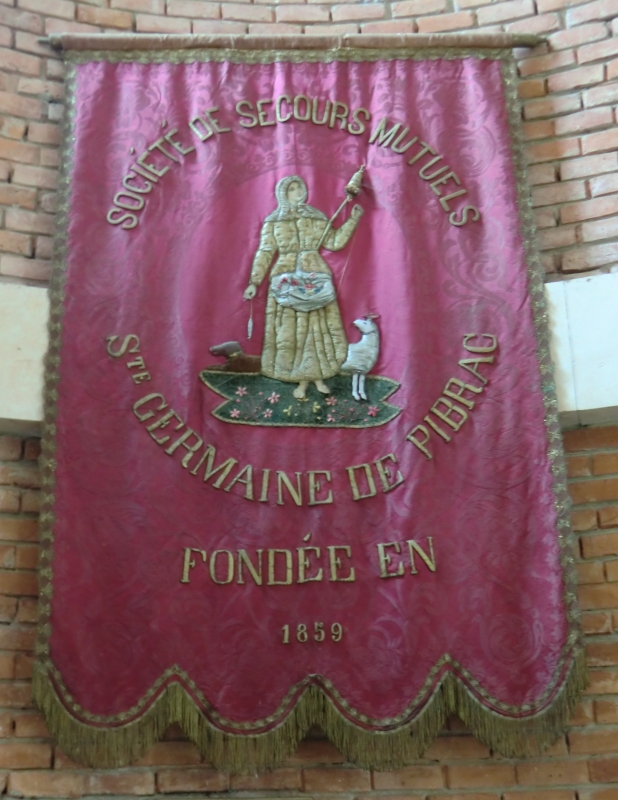 SOCIÉTÉ DE SECOURS MUTUELS
STE GERMAINE DE PIBRAC
FONDÉE EN
1859